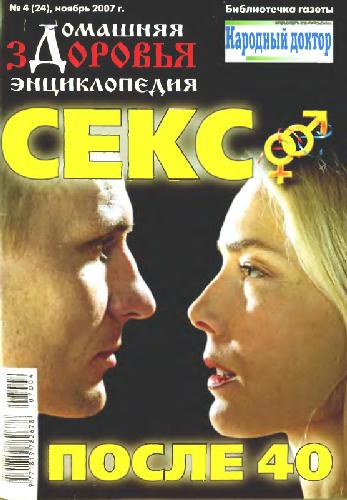 № 4 (24), ноябрь 2007 г.
Библиотечка газеты
Народный доктор
Домашняя
здоровья
энциклопедия
СЕКС
ПОСЛЕ 40